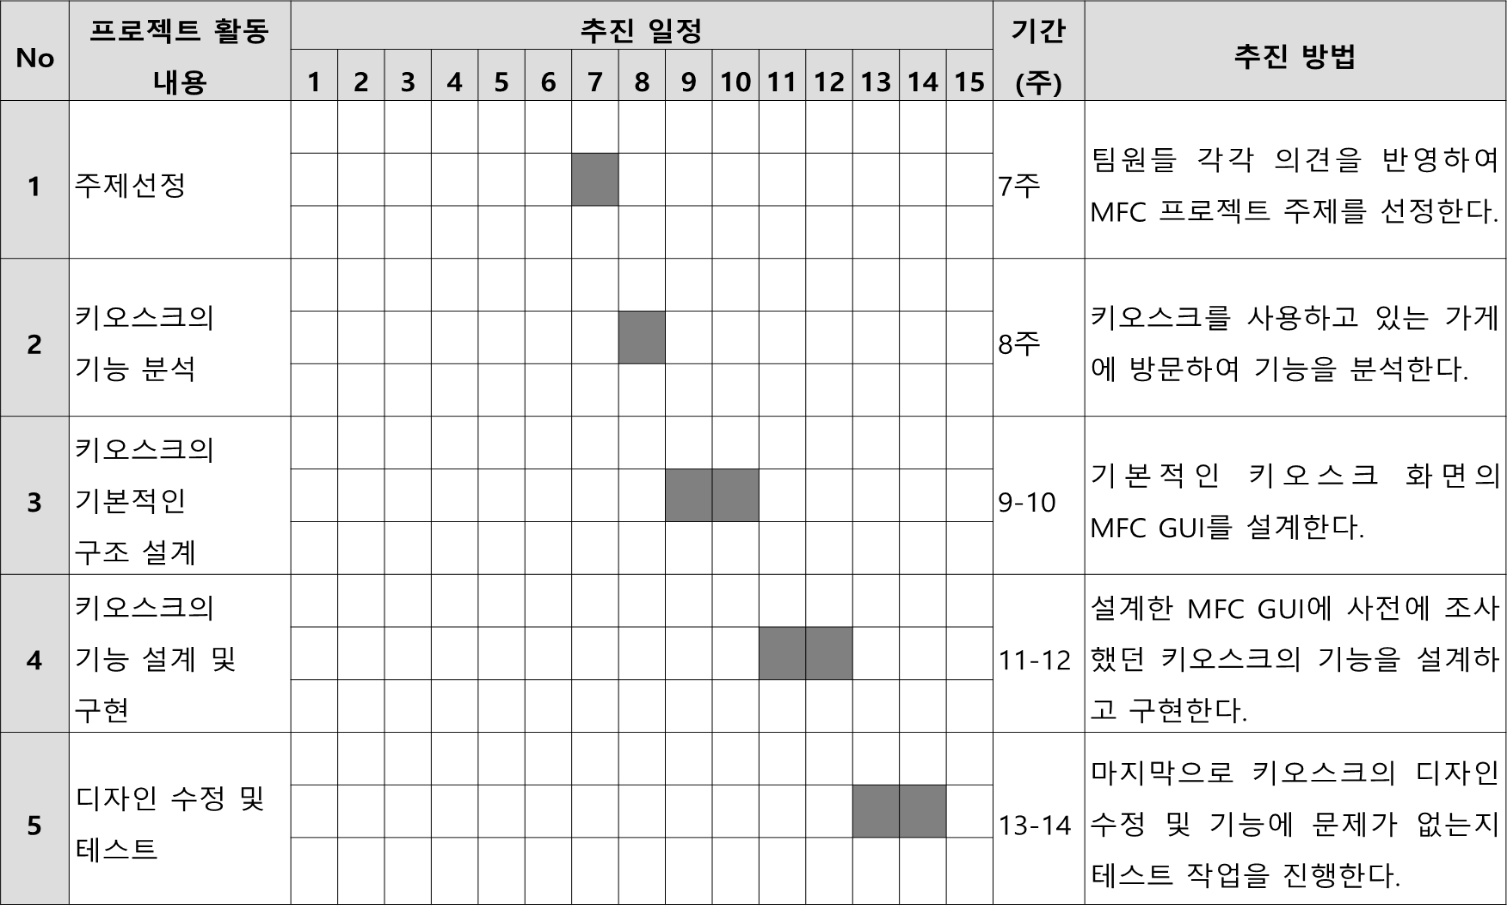 No
프로젝트 활동
내용
추진 일정
기간
(주)
추진 방법
1 2 3 4 5 6 7 8 9 10 11 12 13 14 15
1
주제선정
7주
팀원들 각각 의견을 반영하여
MFC 프로젝트 주제를 선정한다.
2
키오스크의
기능 분석
8주
키오스크를 사용하고 있는 가게
에 방문하여 기능을 분석한다.
3
키오스크의
기본적인
구조 설계
9-10
기본적인 키오스크 화면의
MFC GUI를 설계한다.
4
키오스크의
기능 설계 및
구현
11-12
설계한 MFC GUI에 사전에 조사
했던 키오스크의 기능을 설계하
고 구현한다.
5
디자인 수정 및
테스트
13-14
마지막으로 키오스크의 디자인
수정 및 기능에 문제가 없는지
테스트 작업을 진행한다.